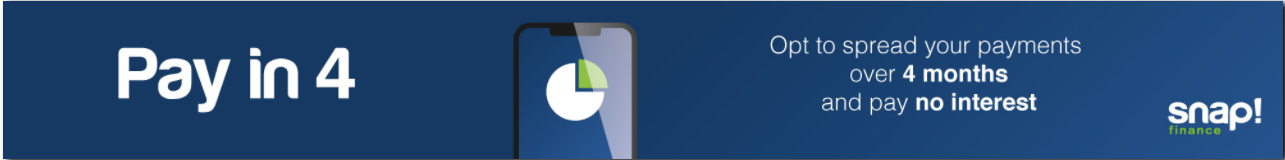 Pay in 4
Opt to spread your payments
over 4 months
and pay no interest
snap!
finance